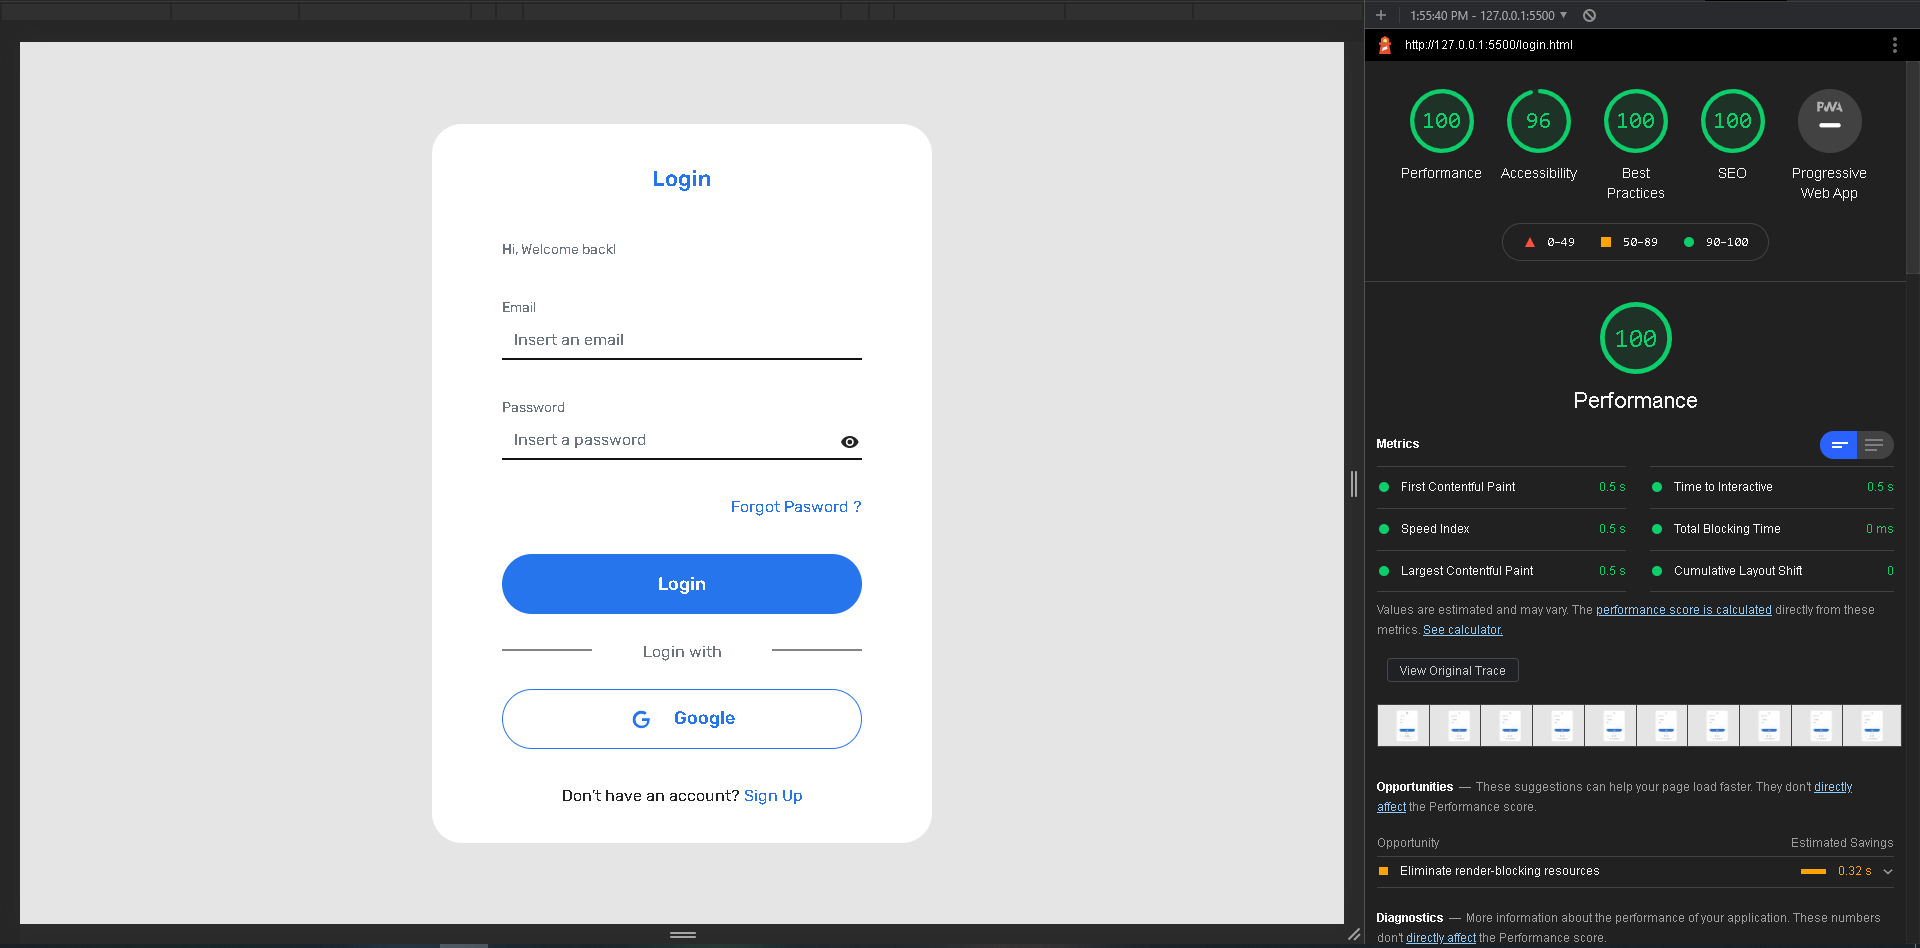 Login
Hi, Welcome back!
Email
Insert an email
Password
Insert a password
Forgot Pasword ?
Login
Login with
Google
Don't have an account? Sign Up
1:55:40 PM - 127.0.0.1:5500
http://127.0.0.1:5500/login.html
100
96
100
100
PWA
Performance
Accessibility
Best
Practices
SEO
Progressive
Web App
0–49
50–89
90–100
100
Performance
Metrics
First Contentful Paint 0.5 s
Time to Interactive 0.5 s
Speed Index 0.5 s
Total Blocking Time 0 ms
Largest Contentful Paint 0.5 s
Cumulative Layout Shift 0
Values are estimated and may vary. The performance score is calculated directly from these
metrics. See calculator.
View Original Trace
Opportunities — These suggestions can help your page load faster. They don't directly
affect the Performance score.
Opportunity Estimated Savings
Eliminate render-blocking resources 0.32 s
Diagnostics — More information about the performance of your application. These numbers
don't directly affect the Performance score.